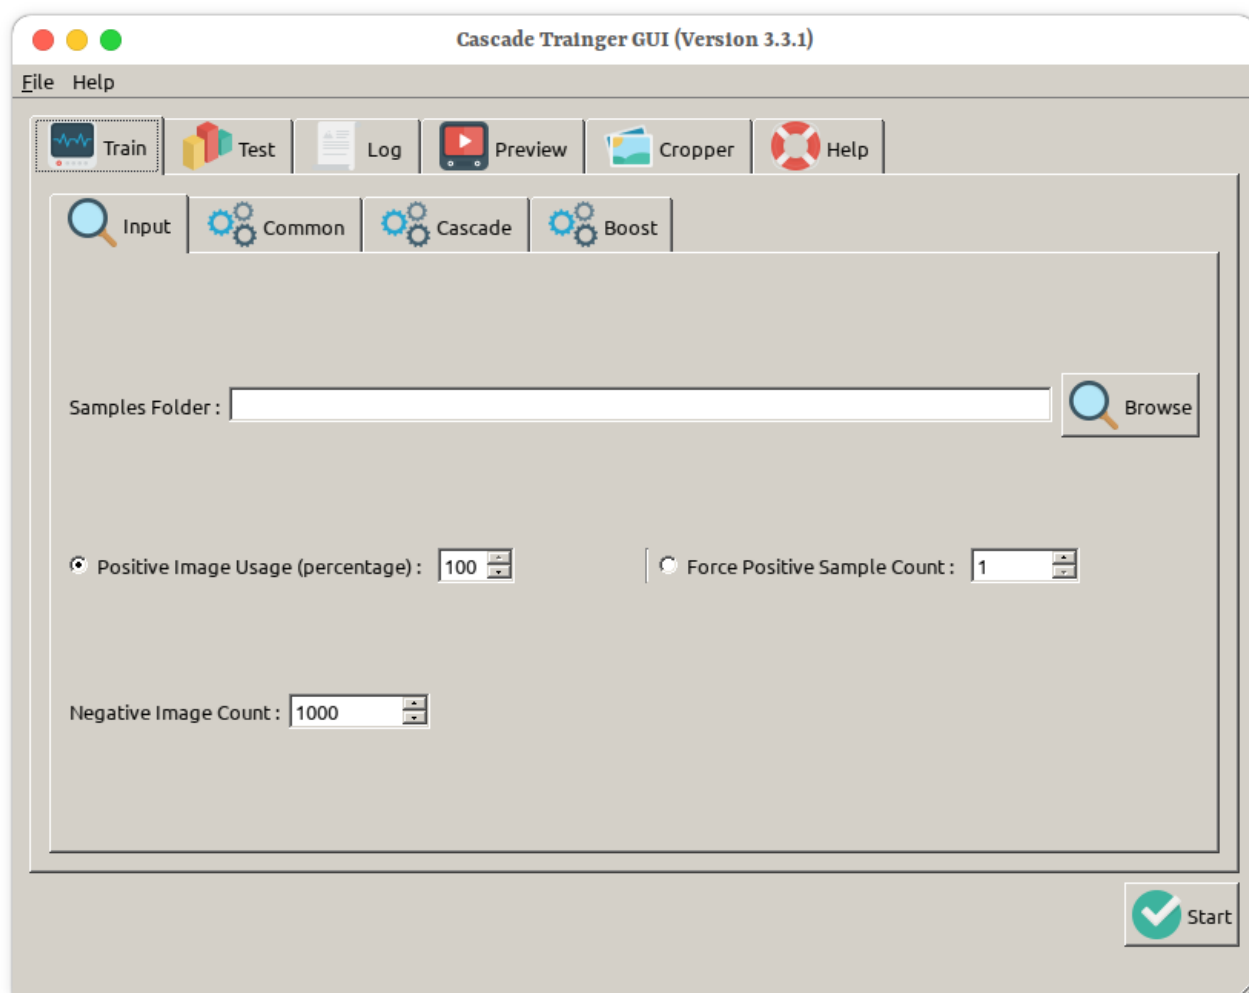 Cascade Trainger GUI (Version 3.3.1)
File Help
Train Test Log Preview Cropper Help
Input Common Cascade Boost
Samples Folder : Browse
Positive Image Usage (percentage) : 100 Force Positive Sample Count : 1
Negative Image Count : 1000
Start